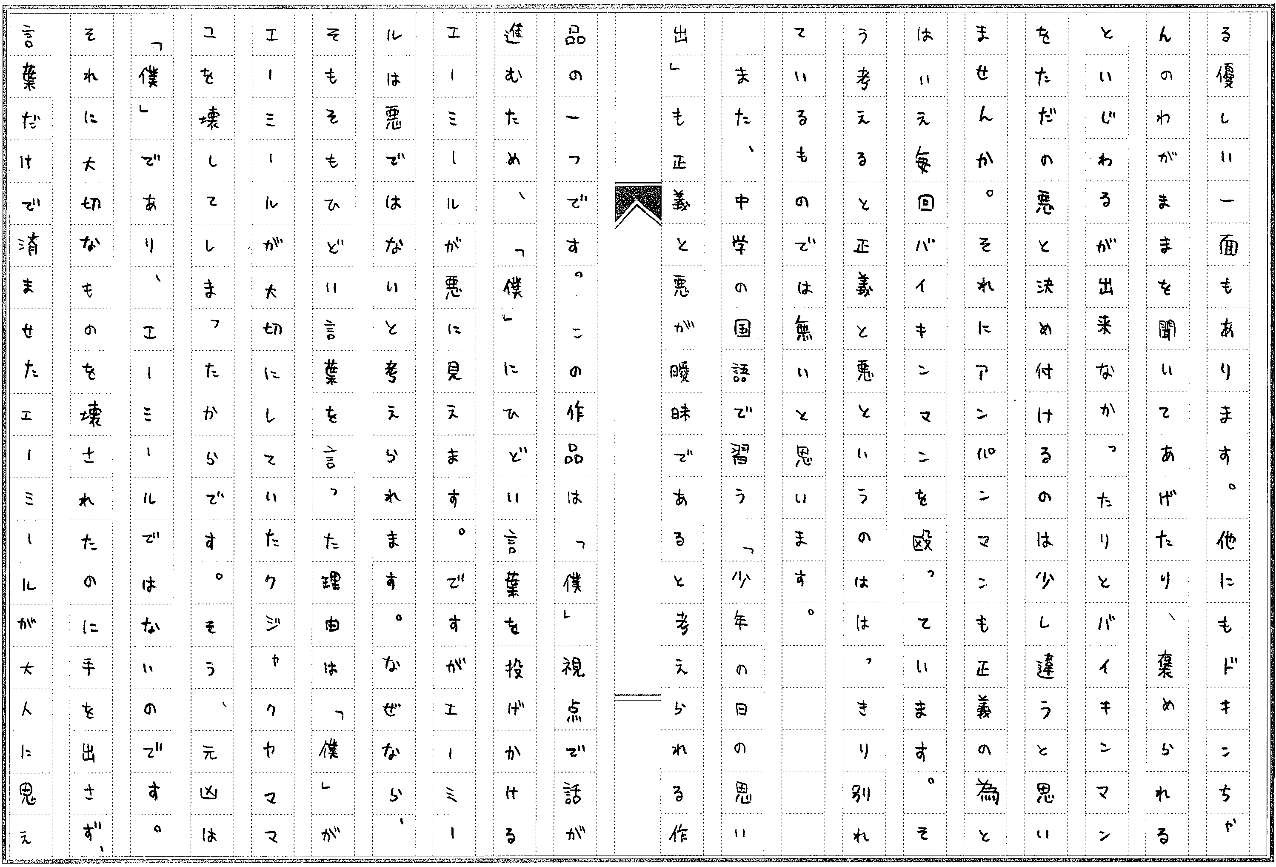 る優しい一面もあります。他にもドキンちゃ
んのわがままを聞いてあげたり、褒められる
といじわるが出来なかったりとバイキンマン
をただの悪と決め付けるのは少し違うと思い
ませんか。それにアンパンマンも正義の為と
はいえ毎回バイキンマンを殴っています。そ
う考えると正義と悪というのははっきり別れ
ているものでは無いと思います。
また、中学の国語で習う「少年の日の思い
出」も正義と悪が曖昧であると考えられる作
品の一つです。この作品は「僕」視点で話が
進むため、「僕」にひどい言葉を投げかける
エーミールが悪に見えます。ですがエーミー
ルは悪ではないと考えられます。なぜなら、
そもそもひどい言葉を言った理由は「僕」が
エーミールが大切にしていたクジャクヤママ
ユを壊してしまったからです。そう、元凶は
「僕」であり、エーミールではないのです。
それに大切なものを壊されたのに手を出さず、
言葉だけで済ませたエーミールが大人に思え